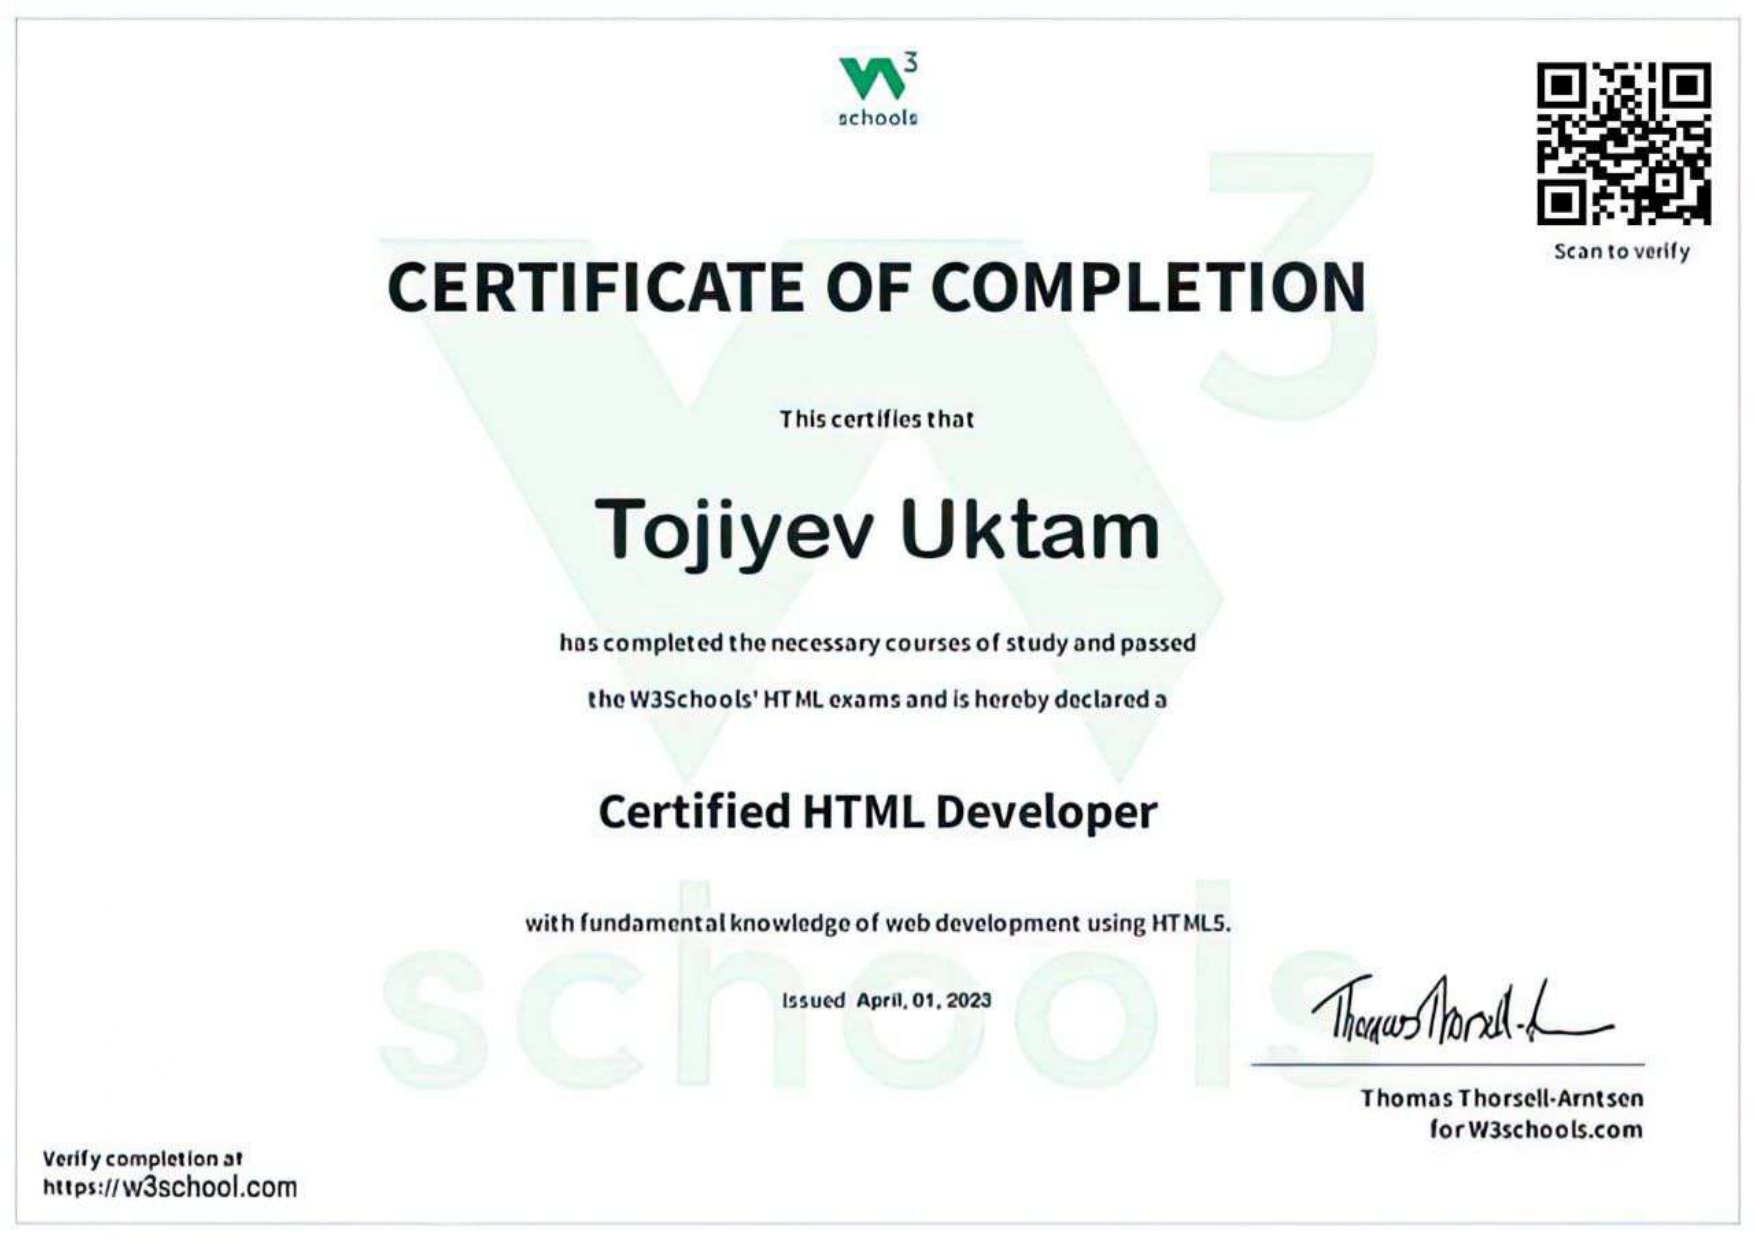 W3
schools
Scan to verify
CERTIFICATE OF COMPLETION
This certifies that
Tojiyev Uktam
has completed the necessary courses of study and passed
the W3Schools' HTML exams and is hereby declared a
Certified HTML Developer
with fundamental knowledge of web development using HTML5.
Issued April, 01, 2023
Thomas Thorsell-A
Thomas Thorsell-Arntsen
for W3schools.com
Verify completion at
https://w3school.com
W3
schools